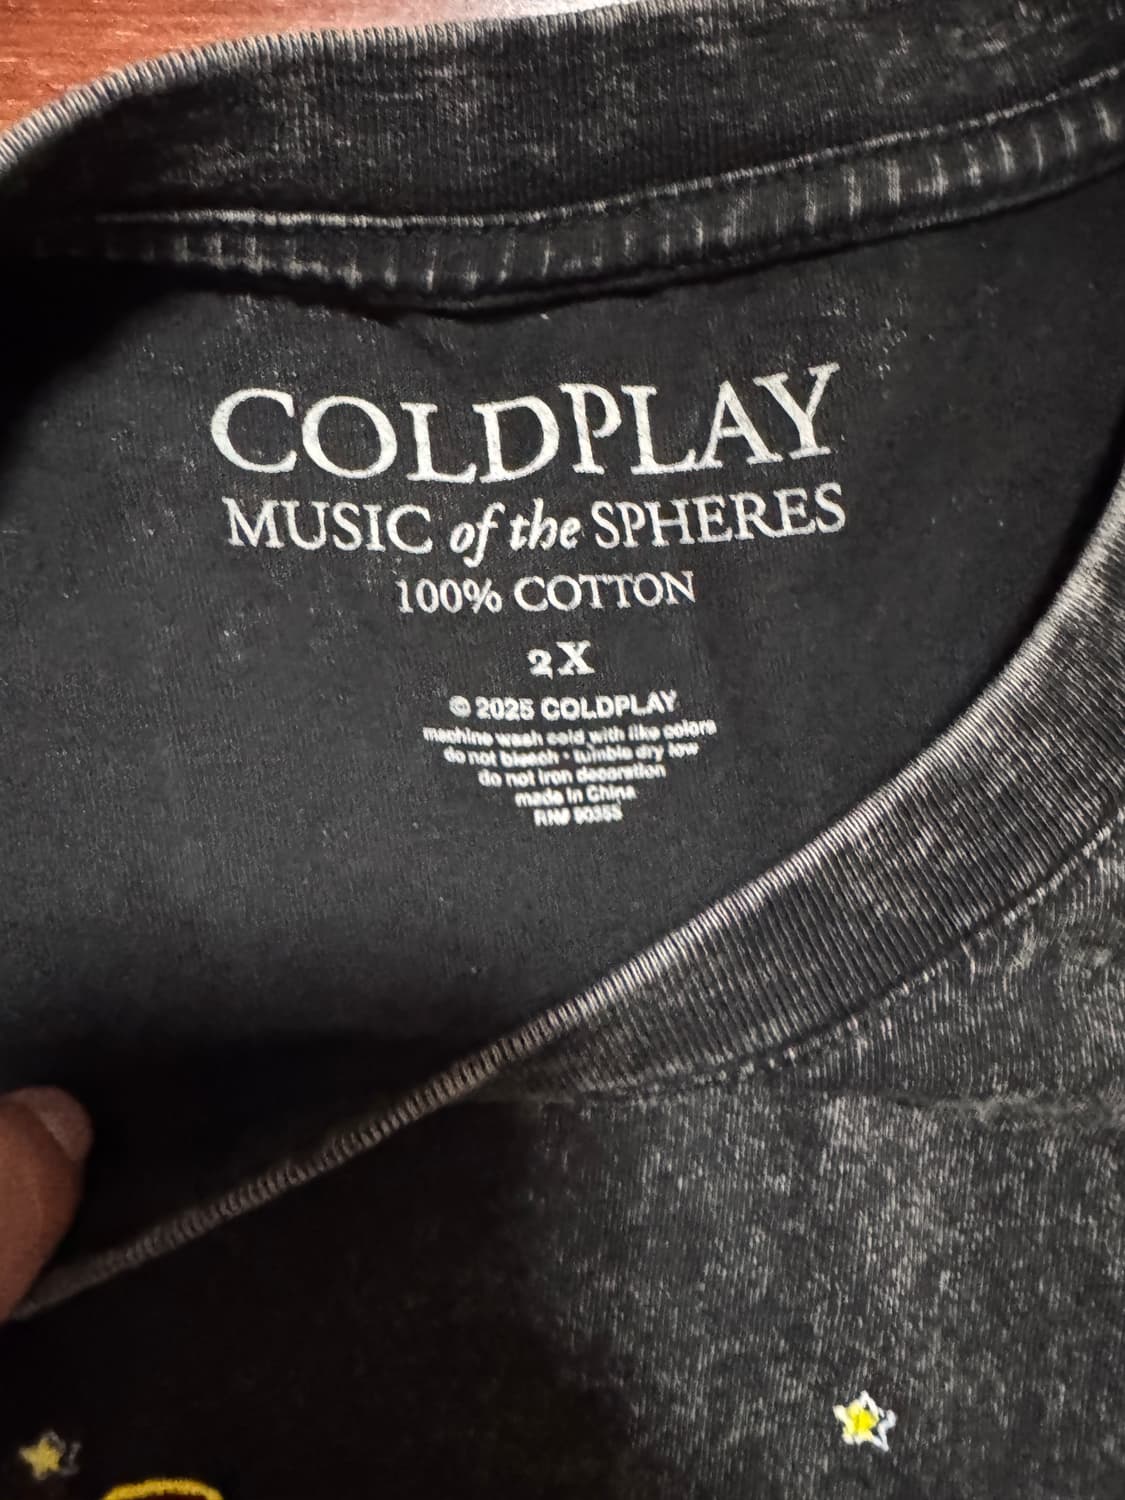 COLDPLAY
MUSIC of the SPHERES
100% COTTON
2X
© 2025 COLDPLAY
machine wash cold with like colors
do not bleach • tumble dry low
do not iron decoration
made in China